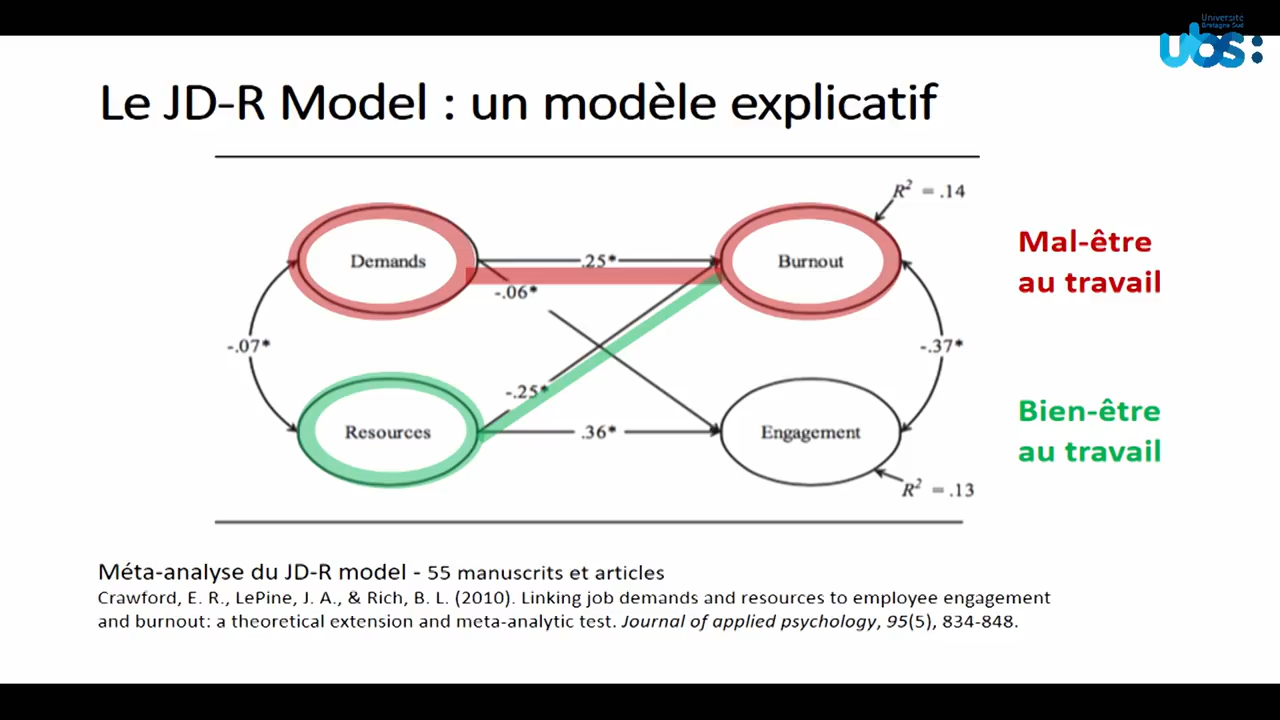 Université
Bretagne Sud
ubs:
Le JD-R Model : un modèle explicatif
R² = .14
Demands
.25*
Burnout
Mal-être
au travail
-.06*
-.07*
-.37*
-.25*
Resources
.36*
Engagement
Bien-être
au travail
R² = .13
Méta-analyse du JD-R model - 55 manuscrits et articles
Crawford, E. R., LePine, J. A., & Rich, B. L. (2010). Linking job demands and resources to employee engagement
and burnout: a theoretical extension and meta-analytic test. Journal of applied psychology, 95(5), 834-848.